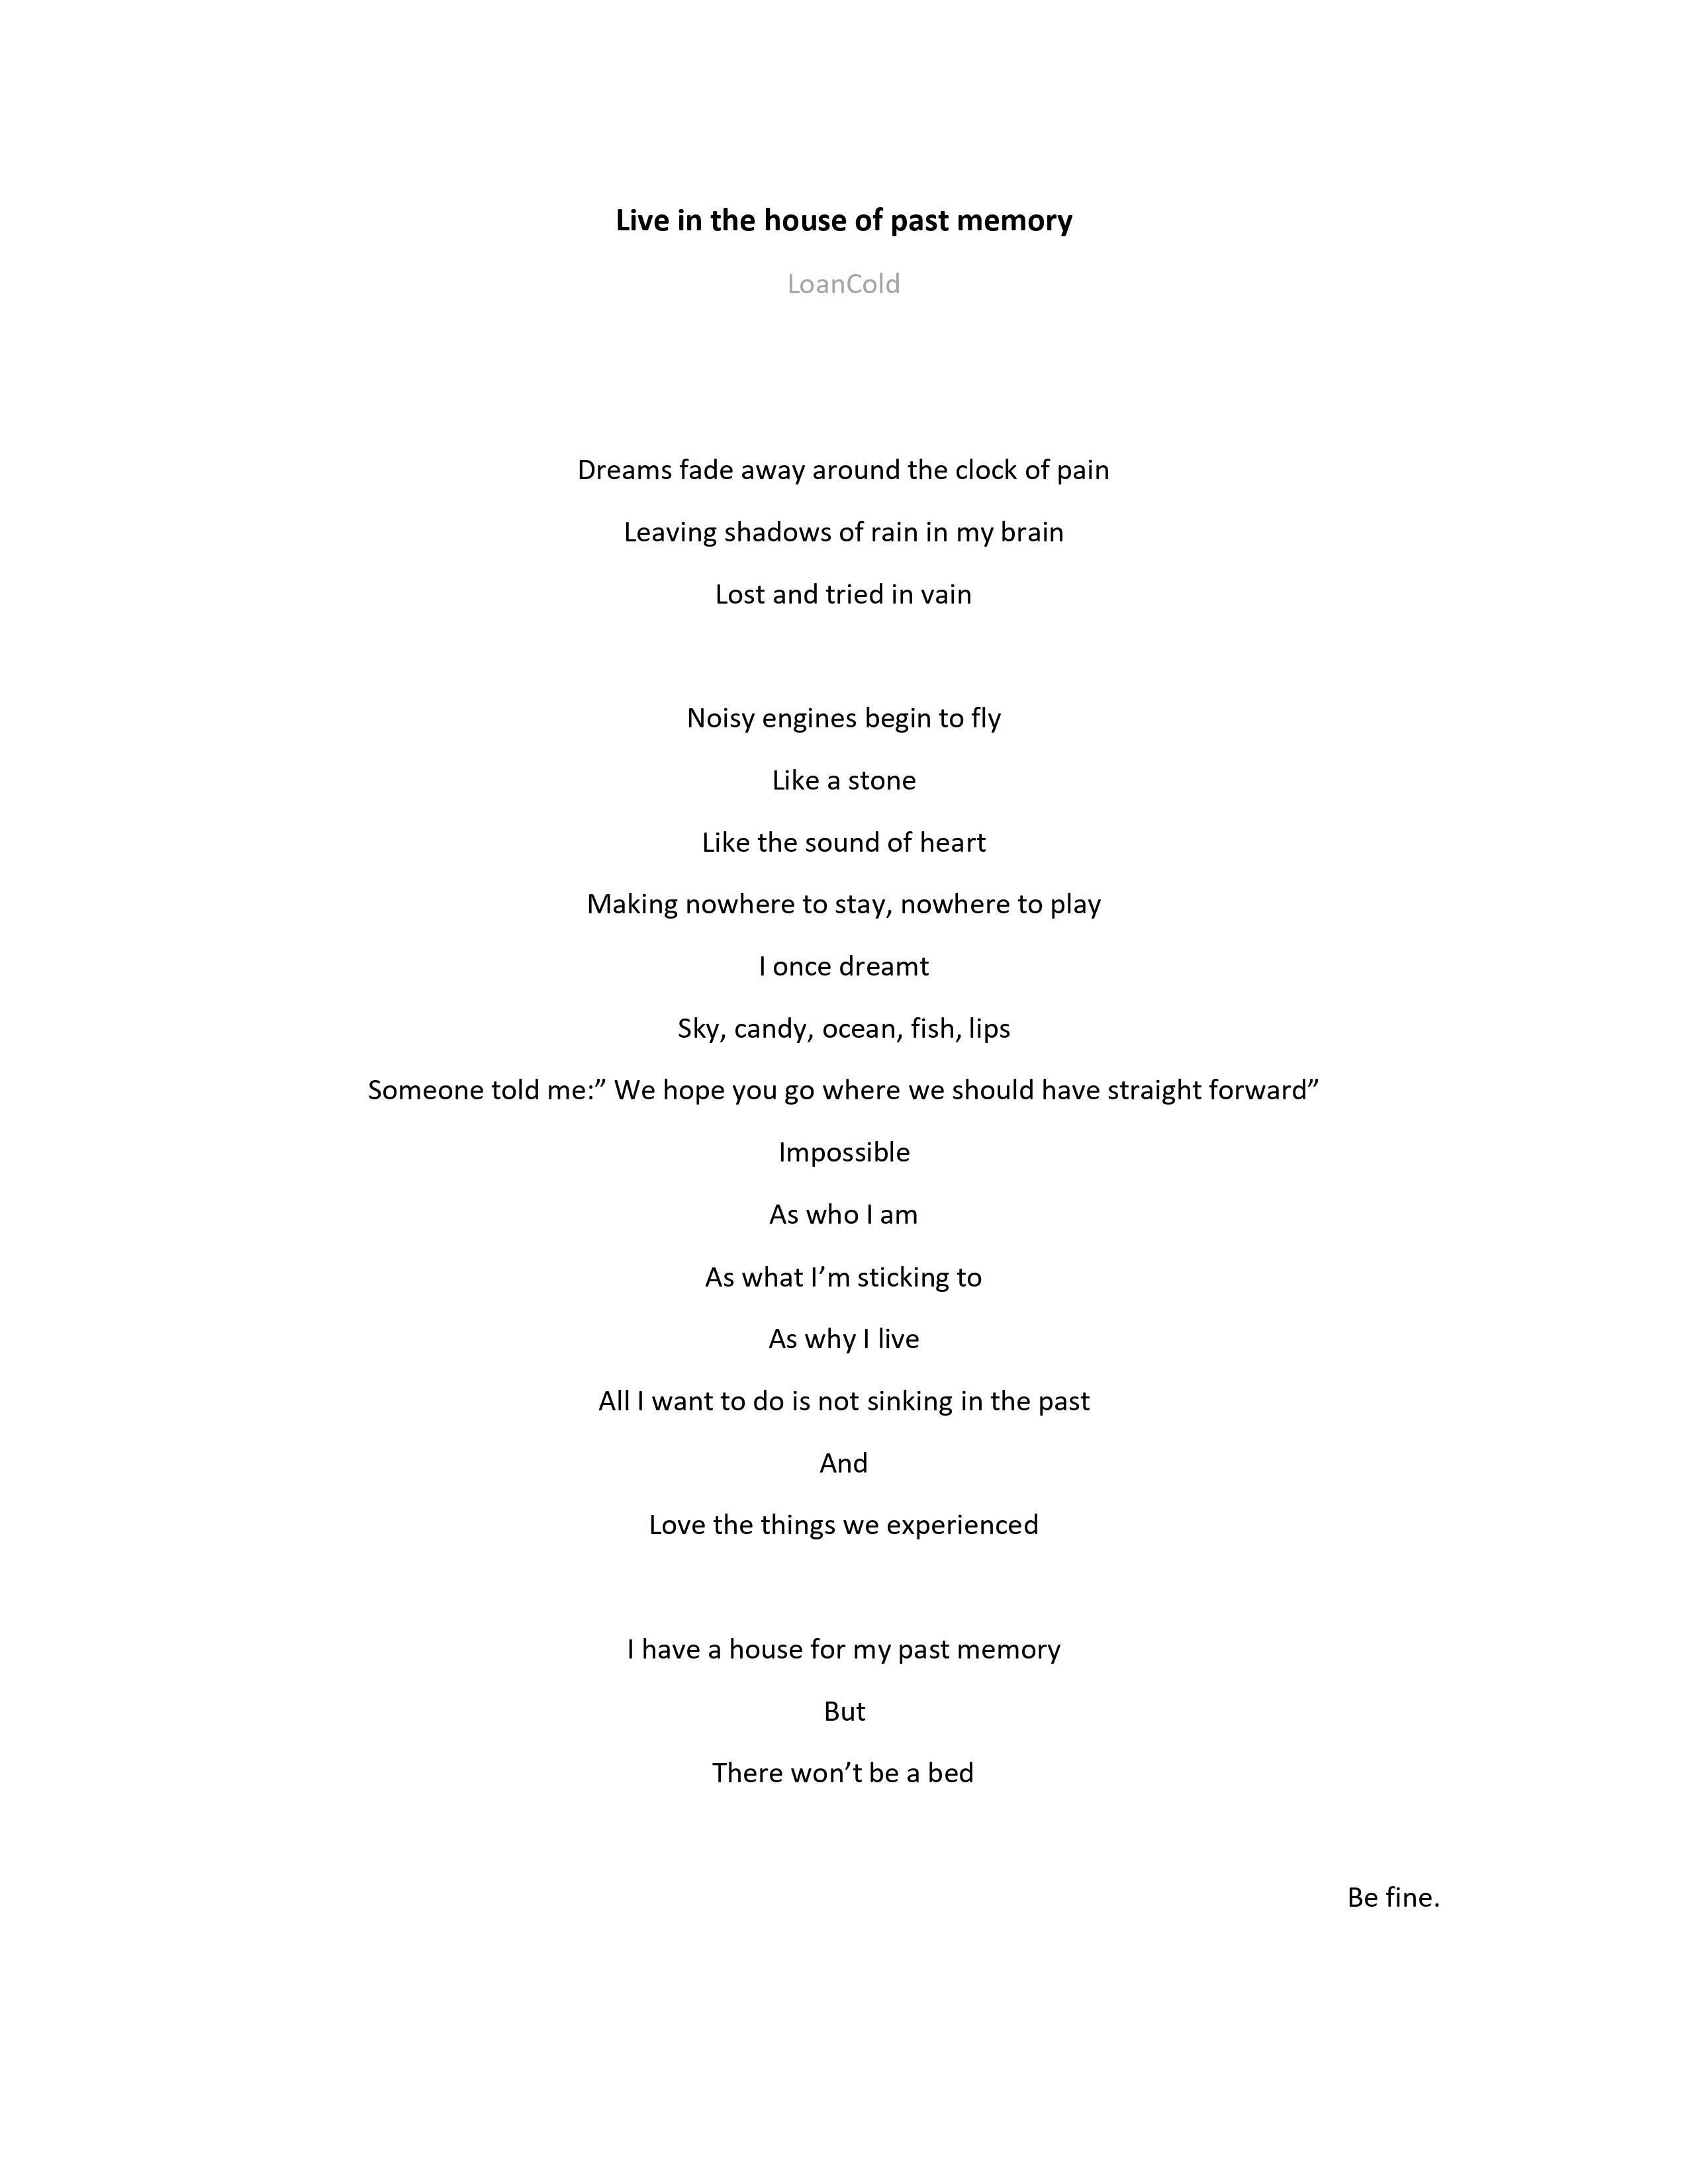 Live in the house of past memory
LoanCold
Dreams fade away around the clock of pain
Leaving shadows of rain in my brain
Lost and tried in vain
Noisy engines begin to fly
Like a stone
Like the sound of heart
Making nowhere to stay, nowhere to play
I once dreamt
Sky, candy, ocean, fish, lips
Someone told me:” We hope you go where we should have straight forward”
Impossible
As who I am
As what I’m sticking to
As why I live
All I want to do is not sinking in the past
And
Love the things we experienced
I have a house for my past memory
But
There won’t be a bed
Be fine.